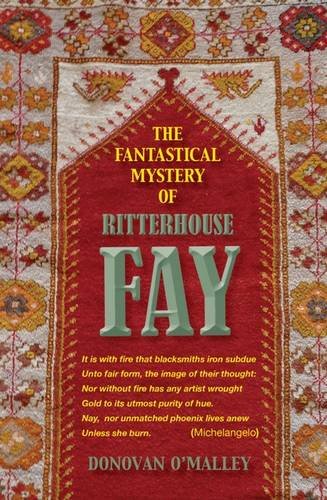 THE
FANTASTICAL
MYSTERY
OF
RITTERHOUSE
FAY
It is with fire that blacksmiths iron subdue
Unto fair form, the image of their thought:
Nor without fire has any artist wrought
Gold to its utmost purity of hue.
Nay, nor unmatched phoenix lives anew
Unless she burn. (Michelangelo)
DONOVAN O'MALLEY